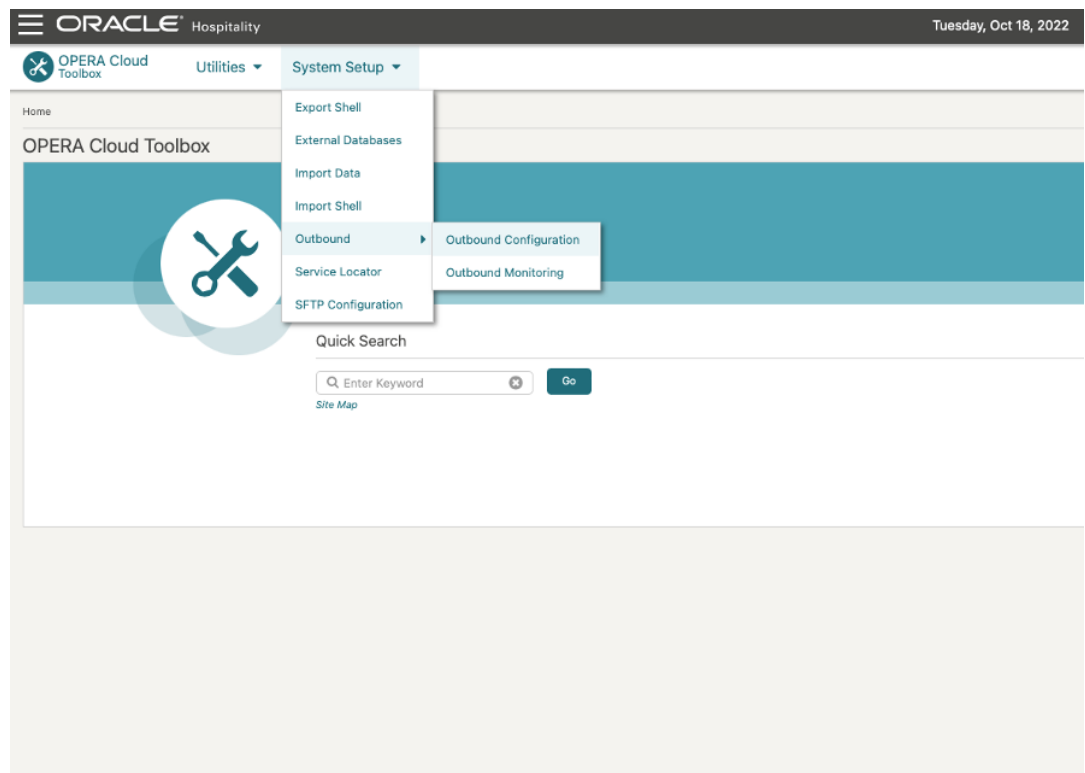 ORACLE Hospitality
Tuesday, Oct 18, 2022
OPERA Cloud
Toolbox
Utilities
System Setup
Home
OPERA Cloud Toolbox
Export Shell
External Databases
Import Data
Import Shell
Outbound
Outbound Configuration
Outbound Monitoring
Service Locator
SFTP Configuration
Quick Search
Enter Keyword
Go
Site Map